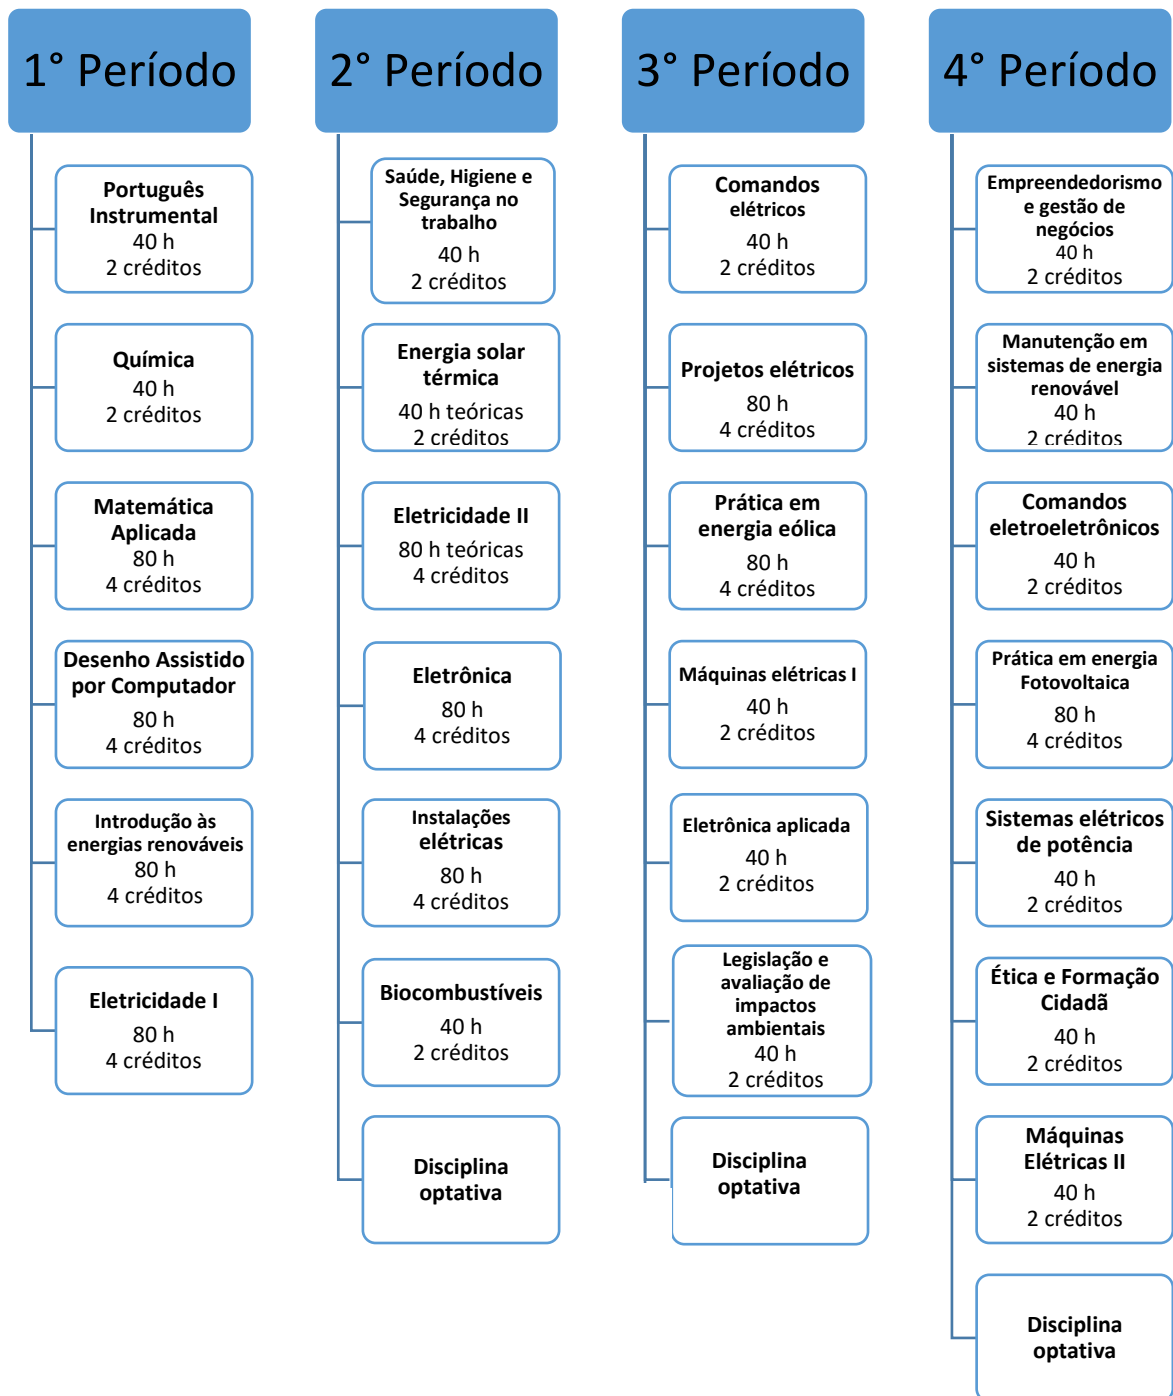 1° Período
Português
Instrumental
40 h
2 créditos
Química
40 h
2 créditos
Matemática
Aplicada
80 h
4 créditos
Desenho Assistido
por Computador
80 h
4 créditos
Introdução às
energias renováveis
80 h
4 créditos
Eletricidade I
80 h
4 créditos
2° Período
Saúde, Higiene e
Segurança no
trabalho
40 h
2 créditos
Energia solar
térmica
40 h teóricas
2 créditos
Eletricidade II
80 h teóricas
4 créditos
Eletrônica
80 h
4 créditos
Instalações
elétricas
80 h
4 créditos
Biocombustíveis
40 h
2 créditos
Disciplina
optativa
3° Período
Comandos
elétricos
40 h
2 créditos
Projetos elétricos
80 h
4 créditos
Prática em
energia eólica
80 h
4 créditos
Máquinas elétricas I
40 h
2 créditos
Eletrônica aplicada
40 h
2 créditos
Legislação e
avaliação de
impactos
ambientais
40 h
2 créditos
Disciplina
optativa
4° Período
Empreendedorismo
e gestão de
negócios
40 h
2 créditos
Manutenção em
sistemas de energia
renovável
40 h
2 créditos
Comandos
eletroeletrônicos
40 h
2 créditos
Prática em energia
Fotovoltaica
80 h
4 créditos
Sistemas elétricos
de potência
40 h
2 créditos
Ética e Formação
Cidadã
40 h
2 créditos
Máquinas
Elétricas II
40 h
2 créditos
Disciplina
optativa